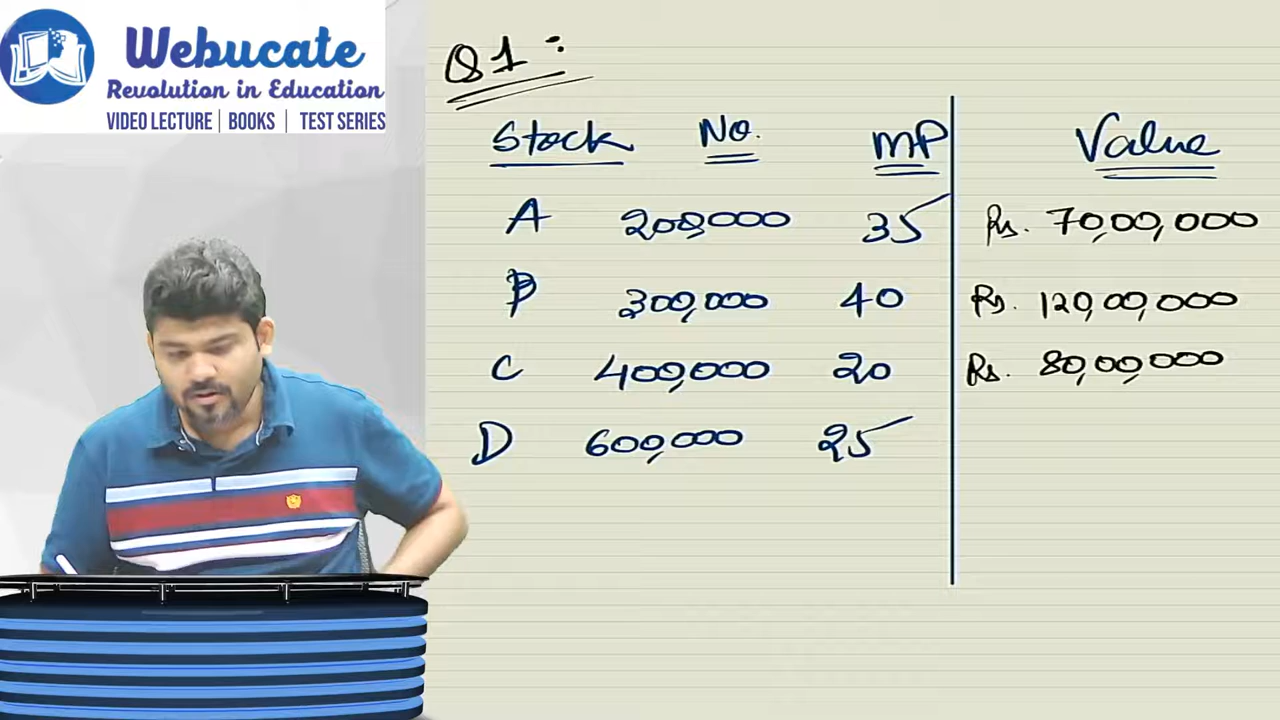 Webucate
Revolution in Education
VIDEO LECTURE | BOOKS | TEST SERIES
Q1:
Stock No. MP Value
A 200,000 35 Rs. 70,00,000
B 300,000 40 Rs. 120,00,000
C 400,000 20 Rs. 80,00,000
D 600,000 25